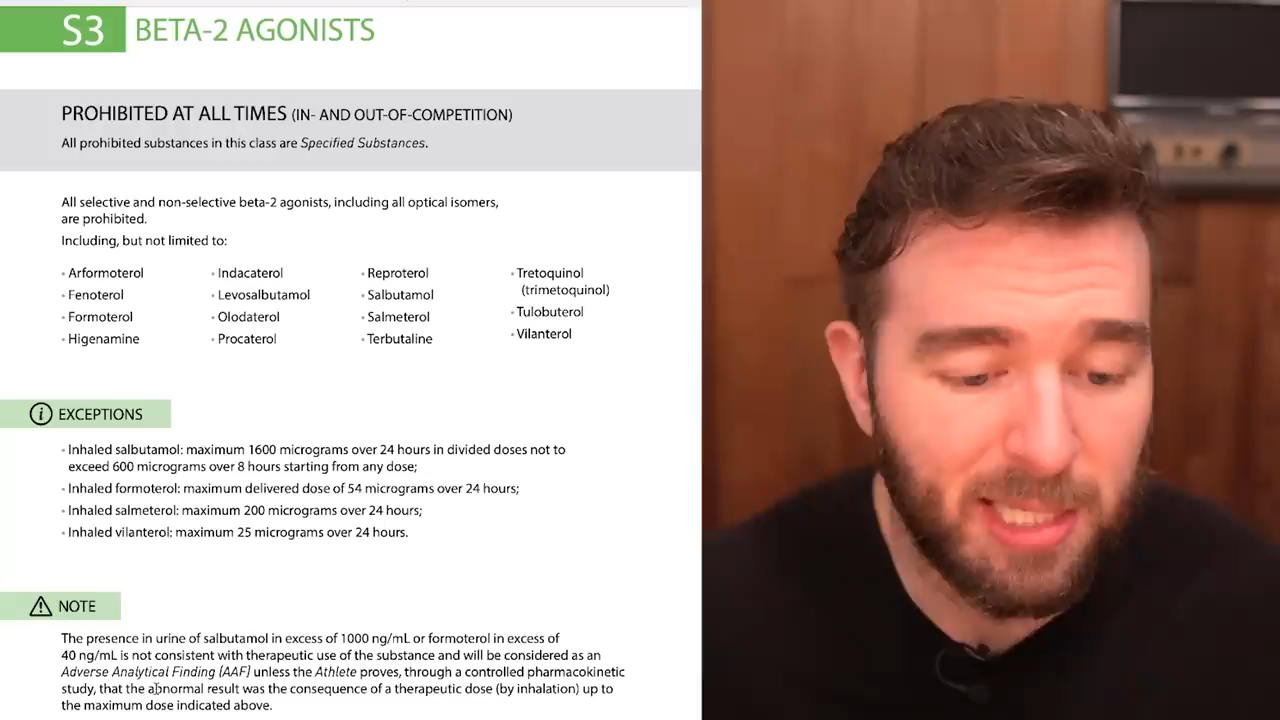 S3 BETA-2 AGONISTS
PROHIBITED AT ALL TIMES (IN- AND OUT-OF-COMPETITION)
All prohibited substances in this class are Specified Substances.
All selective and non-selective beta-2 agonists, including all optical isomers,
are prohibited.
Including, but not limited to:
• Arformoterol
• Fenoterol
• Formoterol
• Higenamine
• Indacaterol
• Levosalbutamol
• Olodaterol
• Procaterol
• Reproterol
• Salbutamol
• Salmeterol
• Terbutaline
• Tretoquinol
(trimetoquinol)
• Tulobuterol
• Vilanterol
EXCEPTIONS
• Inhaled salbutamol: maximum 1600 micrograms over 24 hours in divided doses not to
exceed 600 micrograms over 8 hours starting from any dose;
• Inhaled formoterol: maximum delivered dose of 54 micrograms over 24 hours;
• Inhaled salmeterol: maximum 200 micrograms over 24 hours;
• Inhaled vilanterol: maximum 25 micrograms over 24 hours.
NOTE
The presence in urine of salbutamol in excess of 1000 ng/mL or formoterol in excess of
40 ng/mL is not consistent with therapeutic use of the substance and will be considered as an
Adverse Analytical Finding (AAF) unless the Athlete proves, through a controlled pharmacokinetic
study, that the abnormal result was the consequence of a therapeutic dose (by inhalation) up to
the maximum dose indicated above.